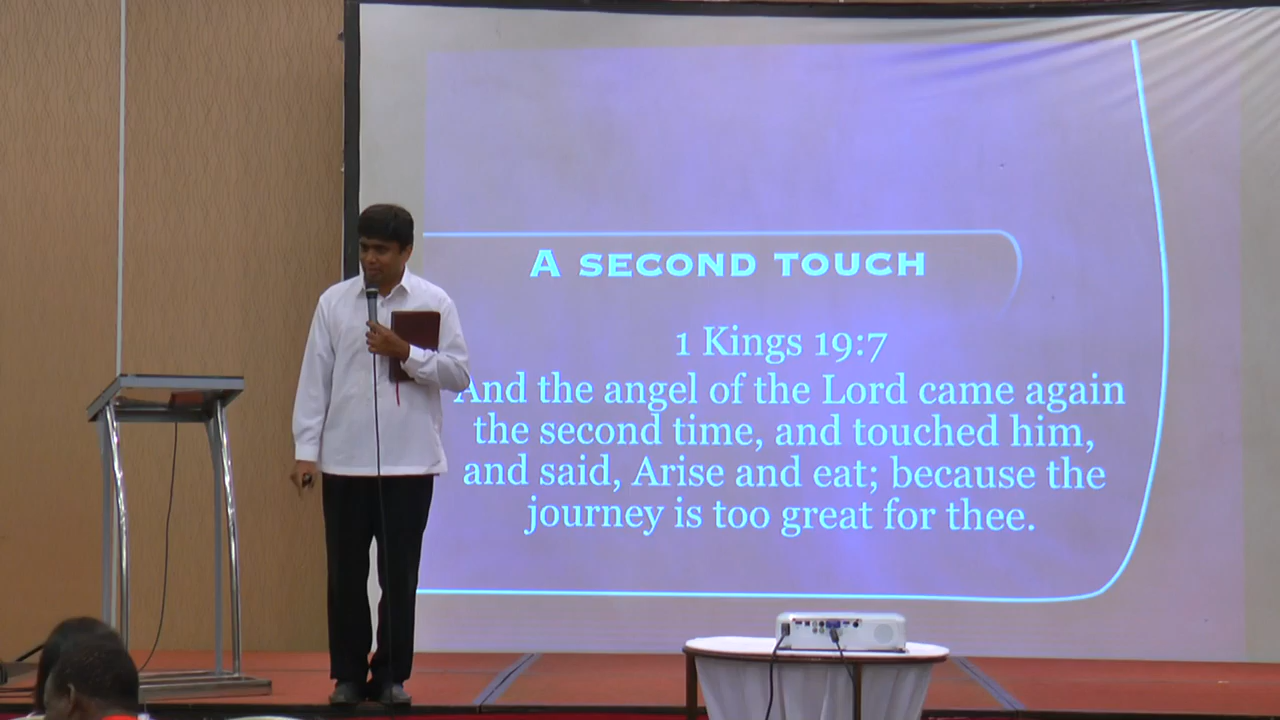 A SECOND TOUCH
1 Kings 19:7
And the angel of the Lord came again
the second time, and touched him,
and said, Arise and eat; because the
journey is too great for thee.